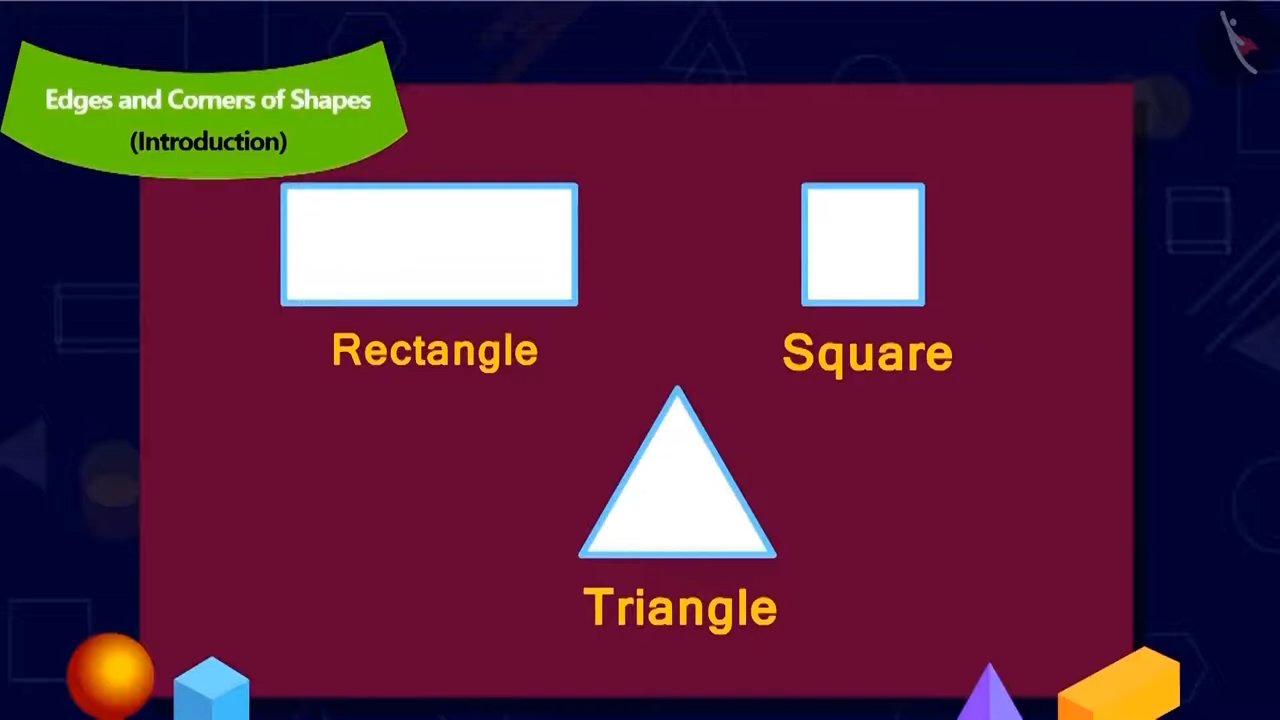 Edges and Corners of Shapes
(Introduction)
Rectangle
Square
Triangle